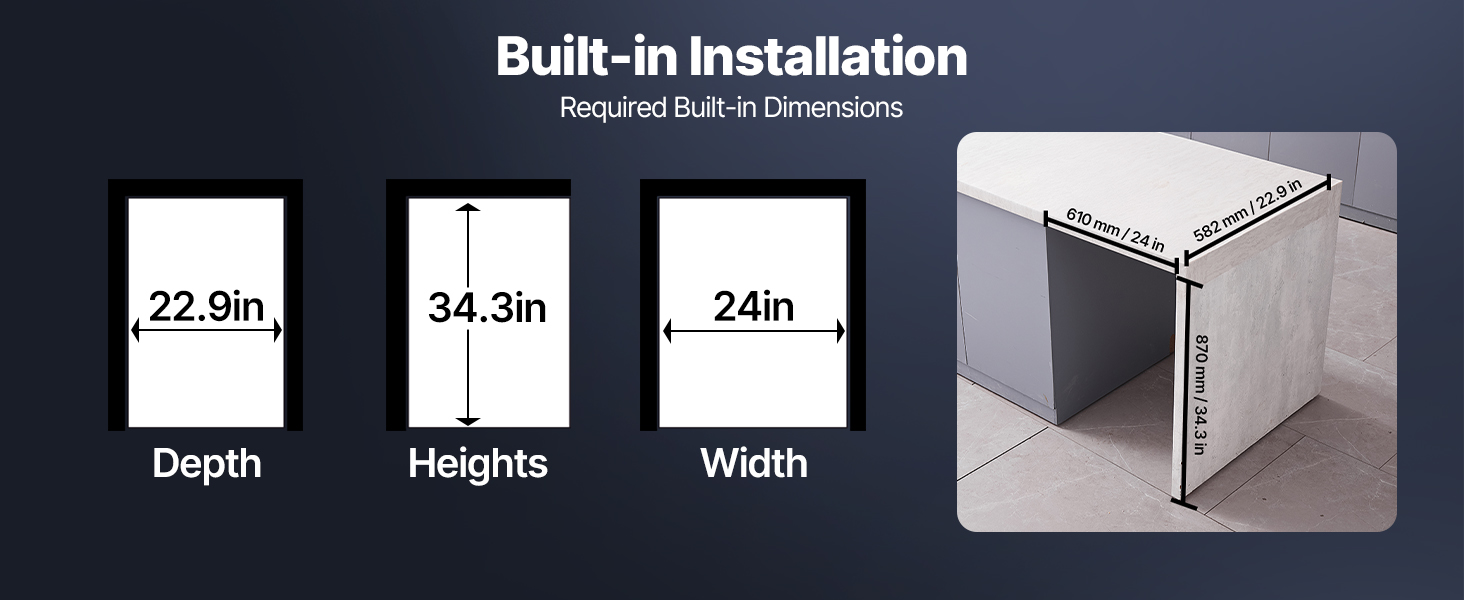 Built-in Installation
Required Built-in Dimensions
22.9in
34.3in
24in
Depth
Heights
Width
610 mm / 24 in
582 mm / 22.9 in
870 mm / 34.3 in